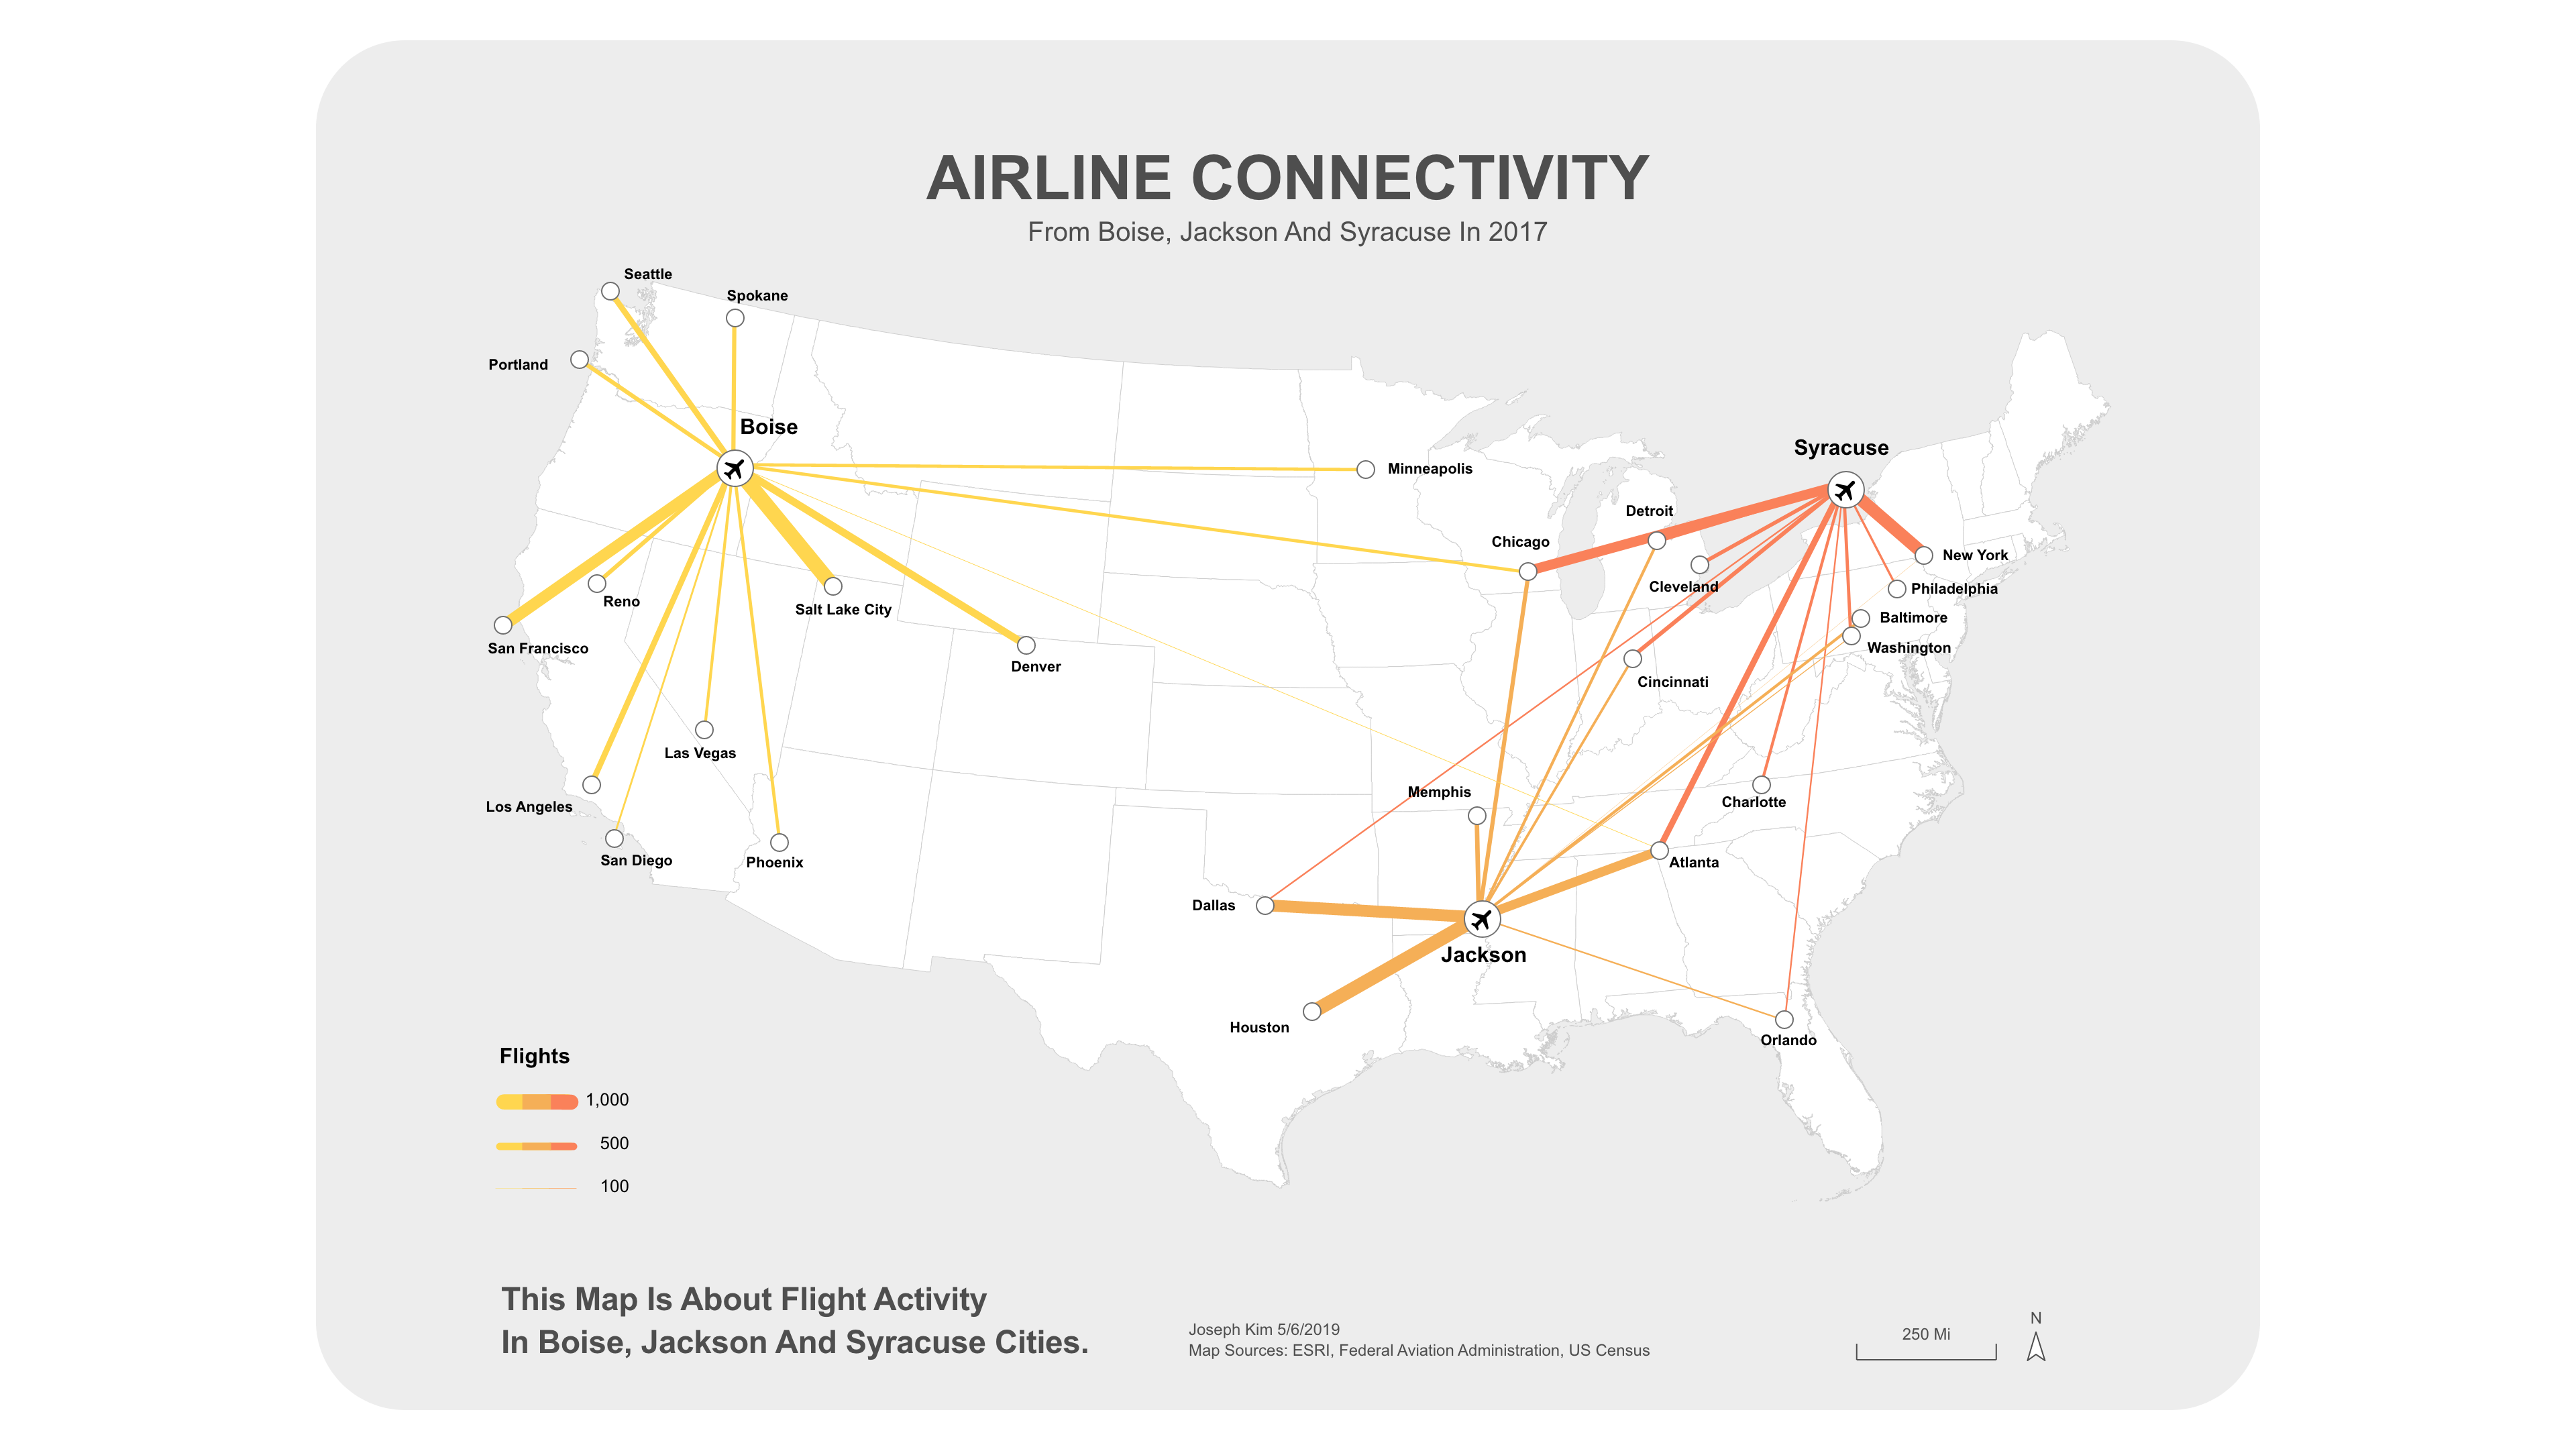 AIRLINE CONNECTIVITY
From Boise, Jackson And Syracuse In 2017
Seattle
Spokane
Portland
Boise
Syracuse
Minneapolis
Detroit
Chicago
New York
Cleveland
Philadelphia
Reno
Salt Lake City
Baltimore
San Francisco
Washington
Denver
Cincinnati
Las Vegas
Memphis
Charlotte
Los Angeles
San Diego
Phoenix
Atlanta
Dallas
Jackson
Houston
Orlando
Flights
1,000
500
100
This Map Is About Flight Activity
In Boise, Jackson And Syracuse Cities.
Joseph Kim 5/6/2019
Map Sources: ESRI, Federal Aviation Administration, US Census
250 Mi
N